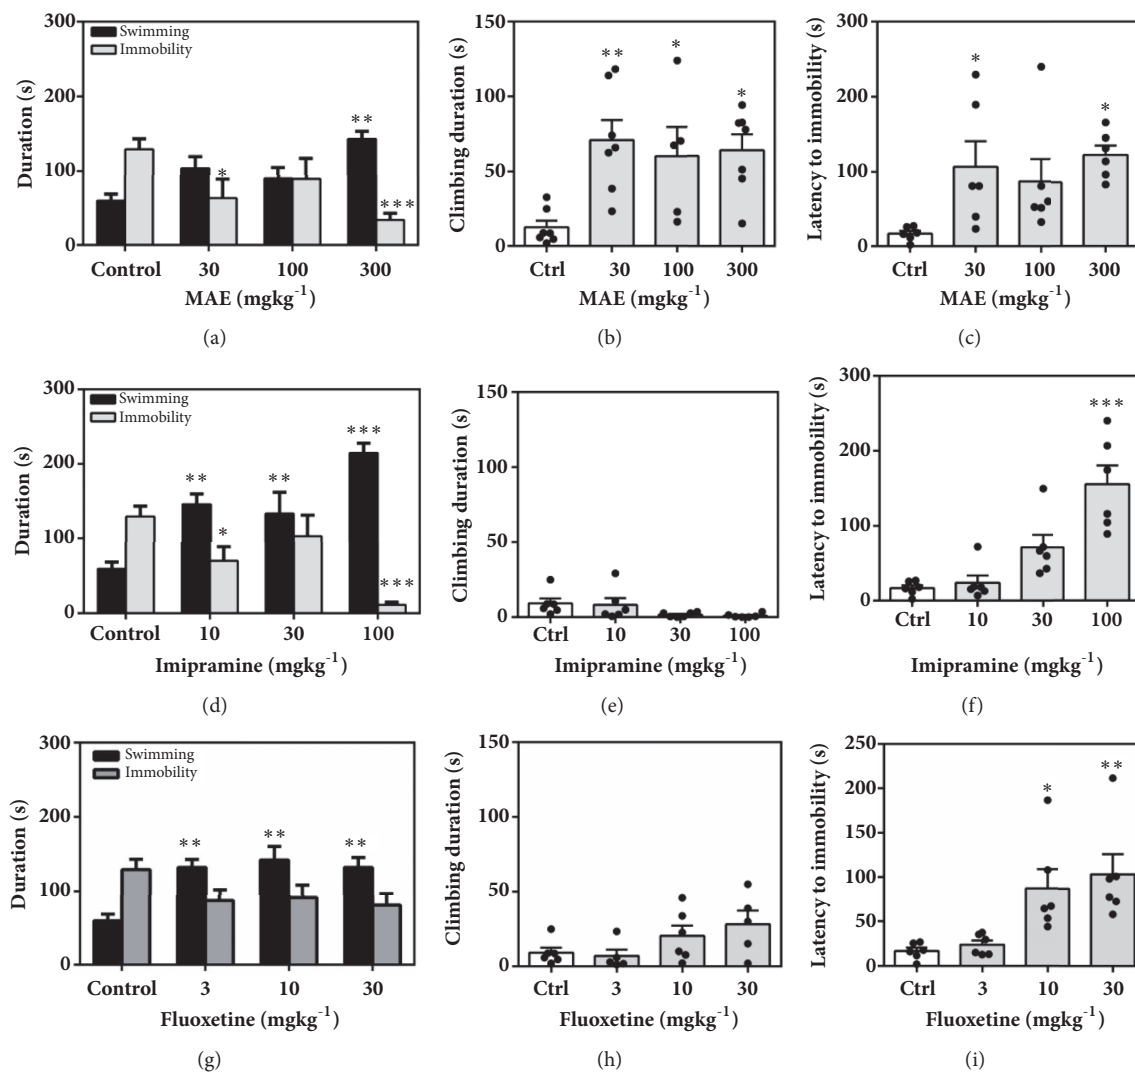 300
200
100
0
Duration (s)
Swimming
Immobility
*
**
***
Control 30 100 300
MAE (mgkg-1)
(a)
150
100
50
0
Climbing duration (s)
**
*
*
Ctrl 30 100 300
MAE (mgkg-1)
(b)
300
200
100
0
Latency to immobility (s)
*
*
Ctrl 30 100 300
MAE (mgkg-1)
(c)
300
200
100
0
Duration (s)
Swimming
Immobility
**
*
**
***
***
Control 10 30 100
Imipramine (mgkg-1)
(d)
150
100
50
0
Climbing duration (s)
Ctrl 10 30 100
Imipramine (mgkg-1)
(e)
300
200
100
0
Latency to immobility (s)
***
Ctrl 10 30 100
Imipramine (mgkg-1)
(f)
300
200
100
0
Duration (s)
Swimming
Immobility
**
**
**
Control 3 10 30
Fluoxetine (mgkg-1)
(g)
150
100
50
0
Climbing duration (s)
Ctrl 3 10 30
Fluoxetine (mgkg-1)
(h)
250
200
150
100
50
0
Latency to immobility (s)
*
**
Ctrl 3 10 30
Fluoxetine (mgkg-1)
(i)